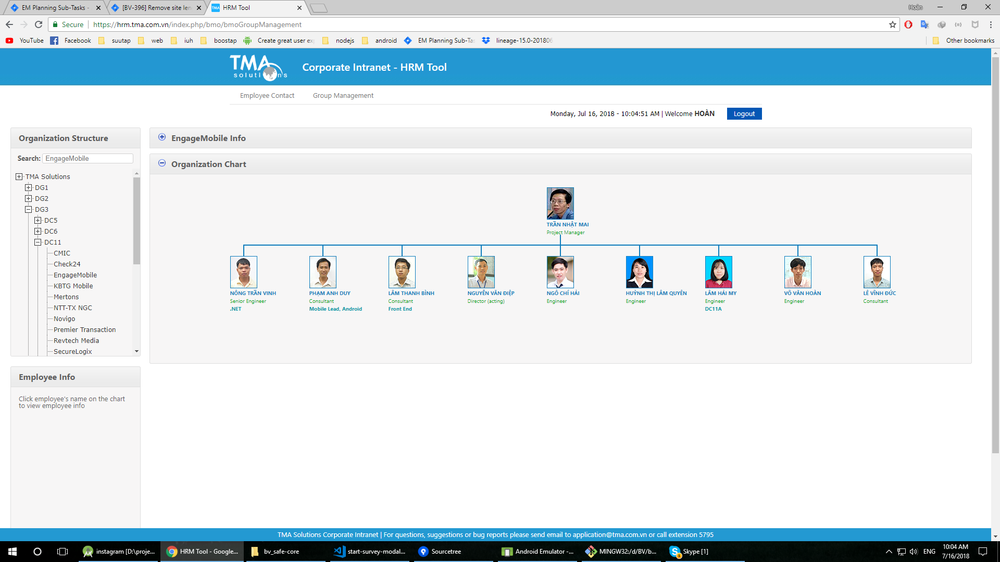 EM Planning Sub-Tasks -
[BV-396] Remove site len
HRM Tool
Hoàn
Secure
https://hrm.tma.com.vn/index.php/bmo/bmoGroupManagement
YouTube
Facebook
suutap
web
iuh
boostap
Create great user ex
nodejs
android
EM Planning Sub-Ta
lineage-15.0-201806
Other bookmarks
TMA
solutions
Corporate Intranet - HRM Tool
Employee Contact
Group Management
Monday, Jul 16, 2018 - 10:04:51 AM | Welcome HOÀN
Logout
Organization Structure
Search: EngageMobile
TMA Solutions
DG1
DG2
DG3
DC5
DC6
DC11
CMIC
Check24
EngageMobile
KBTG Mobile
Mertons
NTT-TX NGC
Novigo
Premier Transaction
Revtech Media
SecureLogix
EngageMobile Info
Organization Chart
TRẦN NHẬT MAI
Project Manager
NÔNG TRẦN VINH
Senior Engineer
.NET
PHẠM ANH DUY
Consultant
Mobile Lead, Android
LÂM THANH BÌNH
Consultant
Front End
NGUYỄN VĂN ĐIỆP
Director (acting)
NGÔ CHÍ HẢI
Engineer
HUỲNH THỊ LÂM QUYÊN
Engineer
LÂM HẢI MY
Engineer
DC11A
VÕ VĂN HOÀN
Engineer
LÊ VĨNH ĐỨC
Consultant
Employee Info
Click employee's name on the chart
to view employee info
TMA Solutions Corporate Intranet | For questions, suggestions or bug reports please send email to application@tma.com.vn or call extension 5795
instagram [D:\proje...
HRM Tool - Google...
bv_safe-core
start-survey-modal...
Sourcetree
Android Emulator -...
MINGW32:/d/BV/b...
Skype [1]
ENG
10:04 AM
7/16/2018